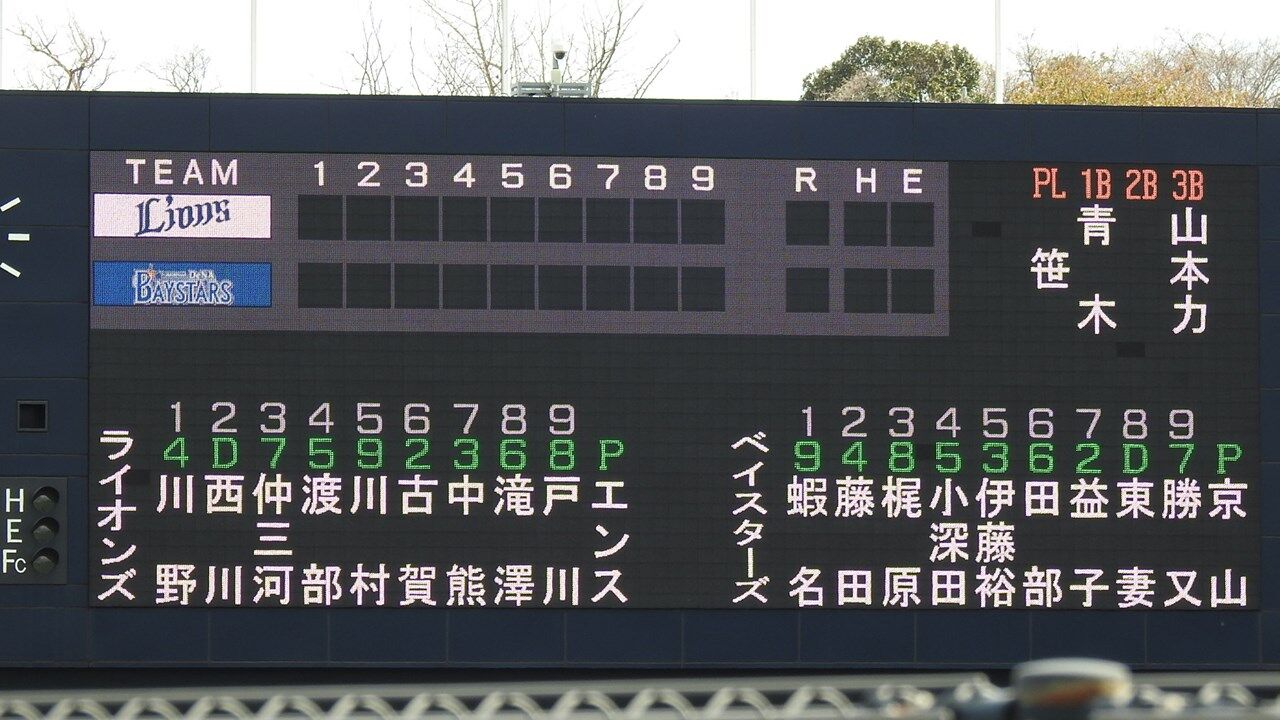 TEAM 1 2 3 4 5 6 7 8 9 R H E
Lions
DeNA
BAYSTARS
PL 1B 2B 3B
笹 青木 山本力
ライオンズ
1 2 3 4 5 6 7 8 9
4 D 7 5 9 2 3 6 8 P
川野 西川 仲三河 渡部 川村 古賀 中熊 滝澤 戸川 エンス
ベイスターズ
1 2 3 4 5 6 7 8 9
9 4 8 5 3 6 2 D 7 P
蝦名 藤田 梶原 小深田 伊藤裕 田部 益子 東妻 勝又 京山
H
E
FC